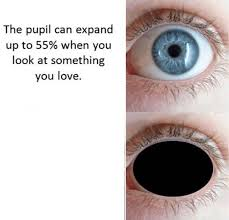 The pupil can expand
up to 55% when you
look at something
you love.